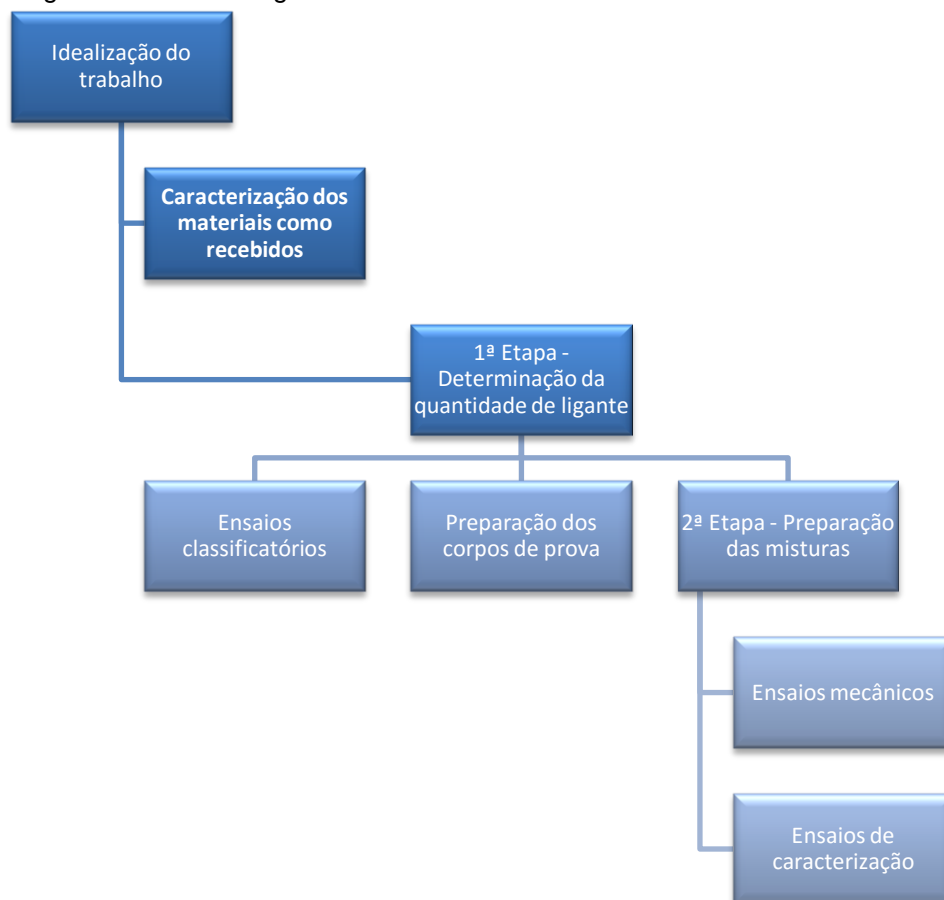 Idealização do
trabalho
Caracterização dos
materiais como
recebidos
1ª Etapa -
Determinação da
quantidade de ligante
Ensaios
classificatórios
Preparação dos
corpos de prova
2ª Etapa - Preparação
das misturas
Ensaios mecânicos
Ensaios de
caracterização